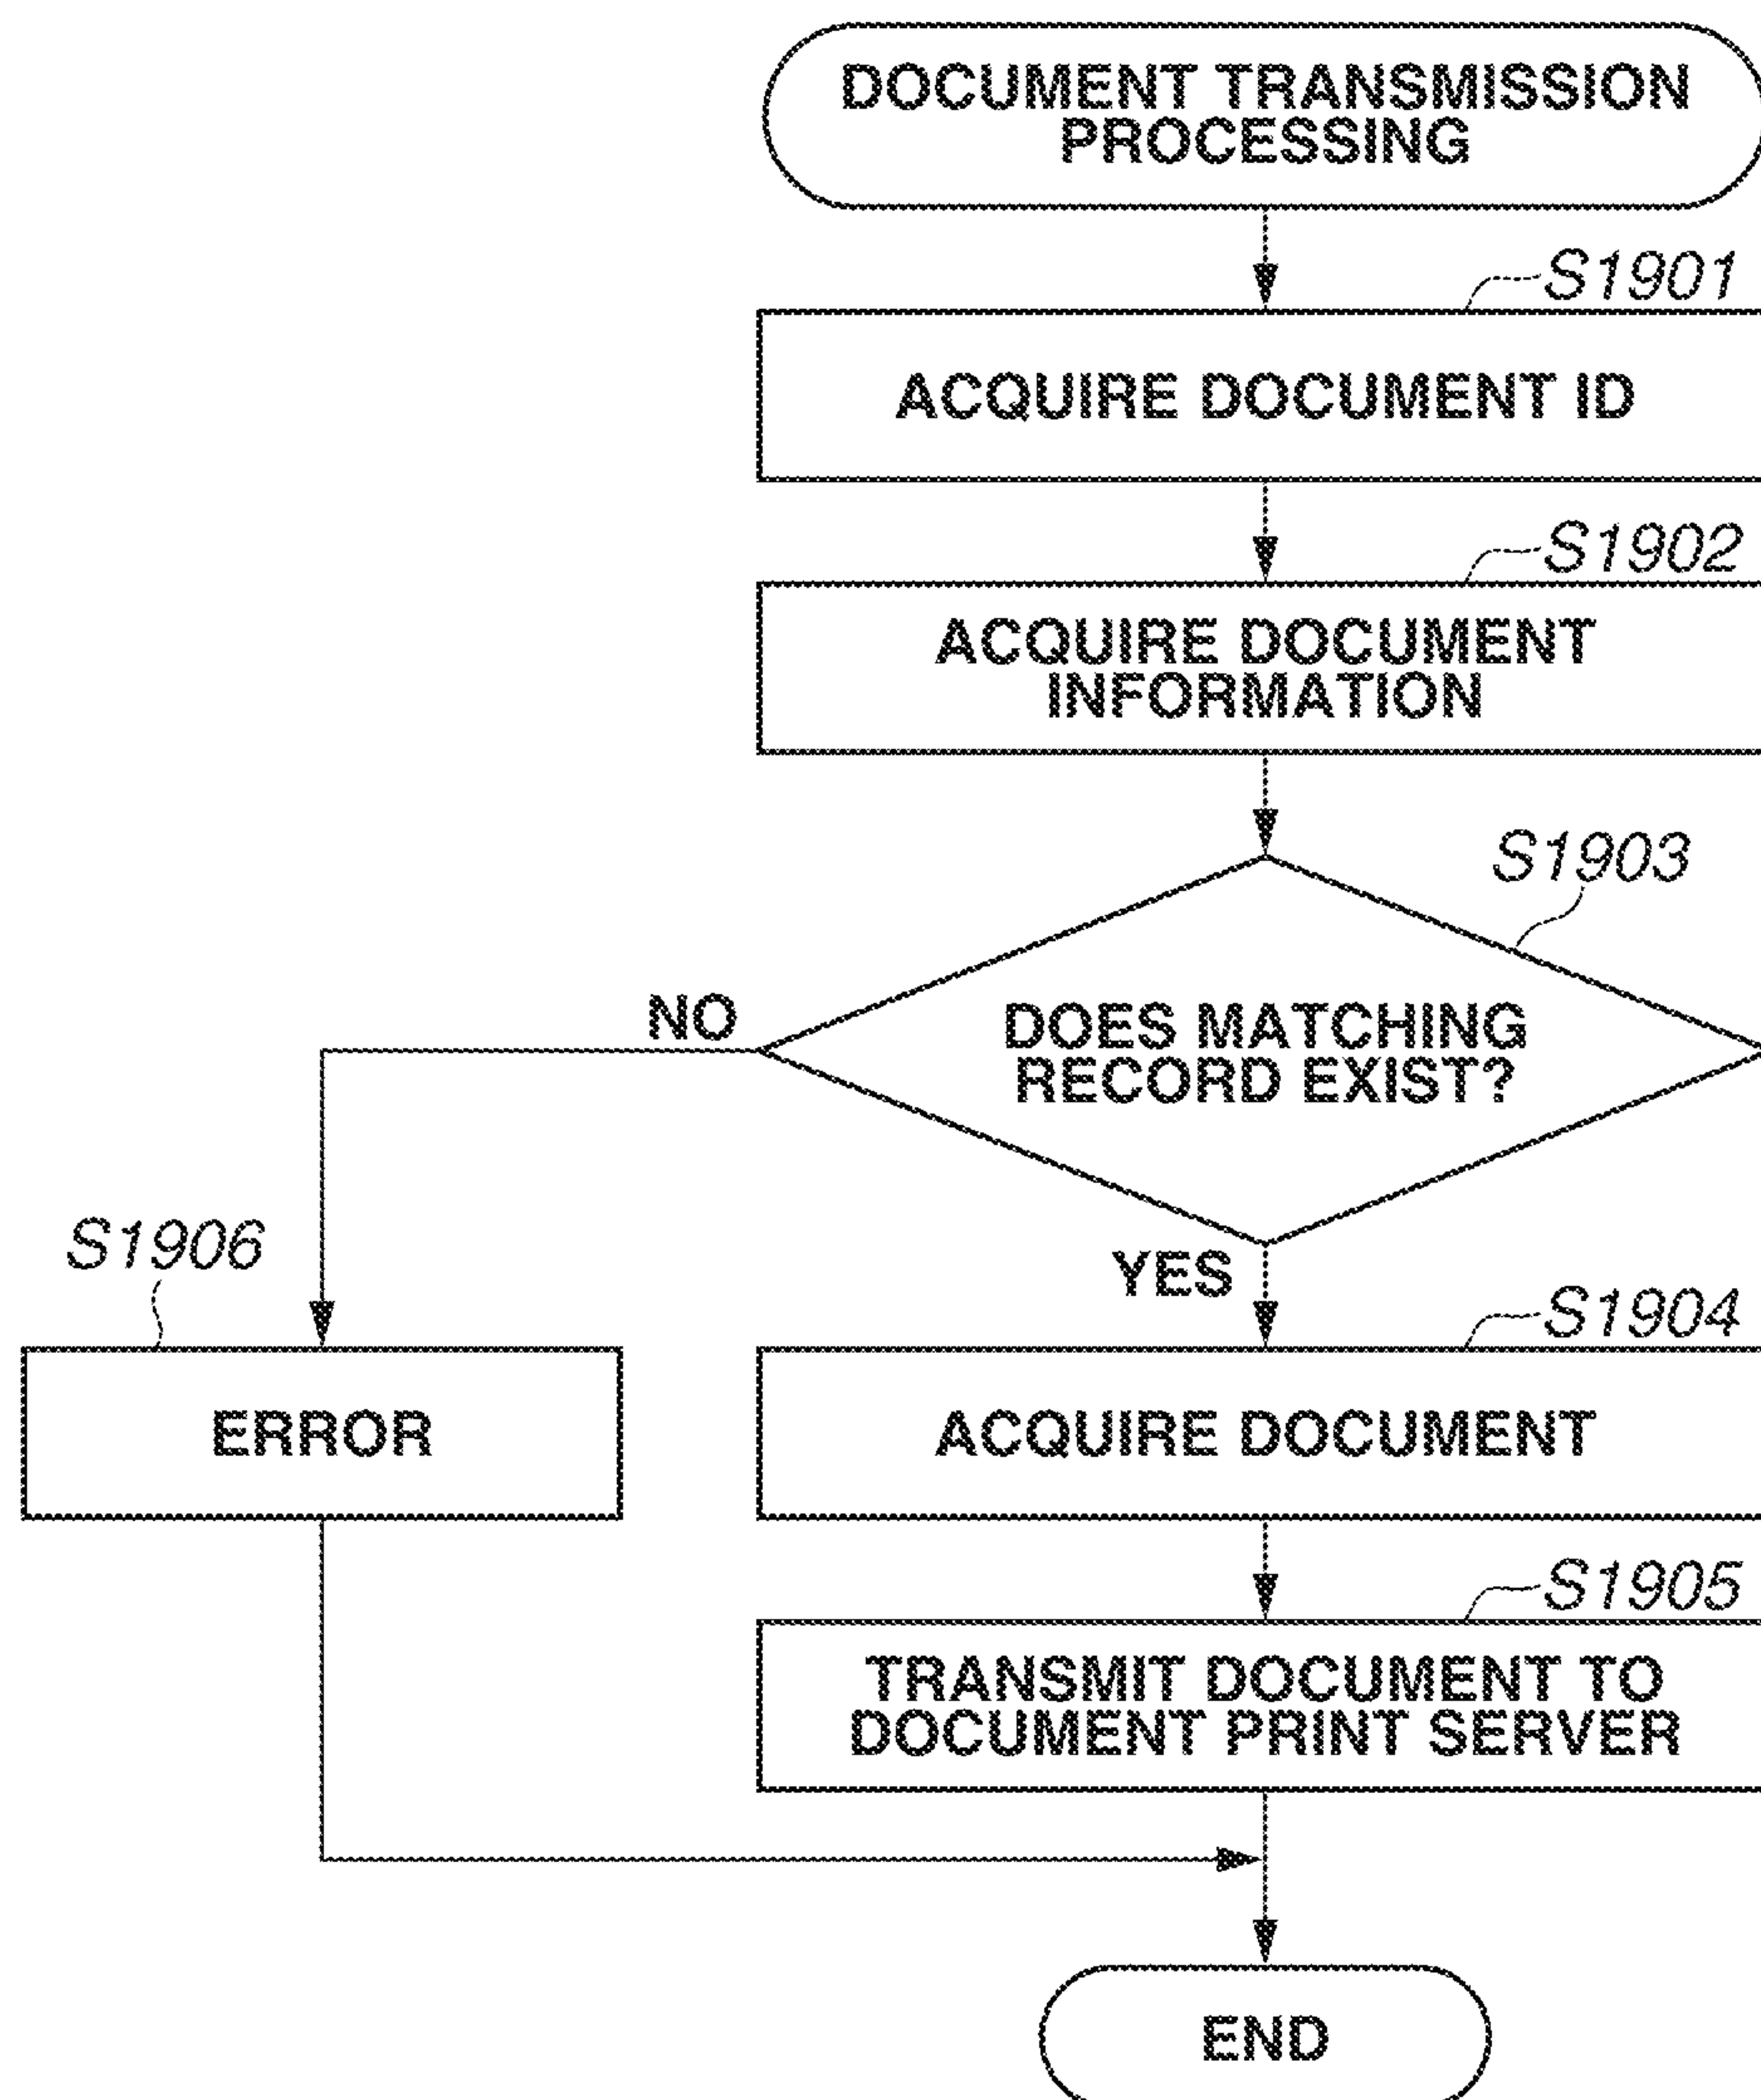 DOCUMENT TRANSMISSION
PROCESSING
S1901
ACQUIRE DOCUMENT ID
S1902
ACQUIRE DOCUMENT
INFORMATION
S1903
NO
DOES MATCHING
RECORD EXIST?
S1906
YES
S1904
ERROR
ACQUIRE DOCUMENT
S1905
TRANSMIT DOCUMENT TO
DOCUMENT PRINT SERVER
END